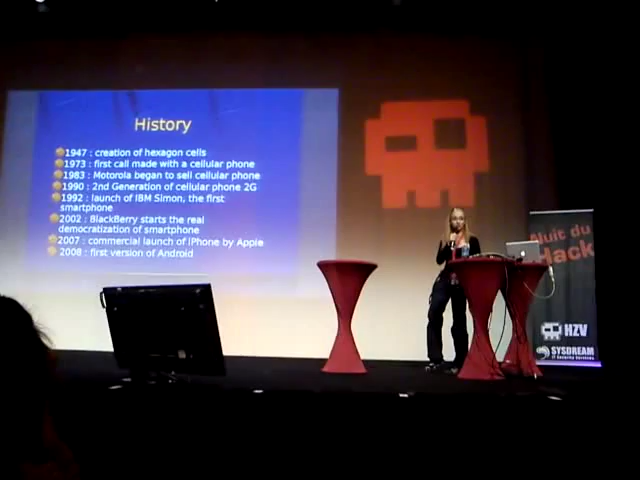 History
1947 : creation of hexagon cells
1973 : first call made with a cellular phone
1983 : Motorola began to sell cellular phone
1990 : 2nd Generation of cellular phone 2G
1992 : launch of IBM Simon, the first
smartphone
2002 : BlackBerry starts the real
democratization of smartphone
2007 : commercial launch of iPhone by Apple
2008 : first version of Android
Nuit du
Hack
HZV
SYSDREAM
IT Security Services